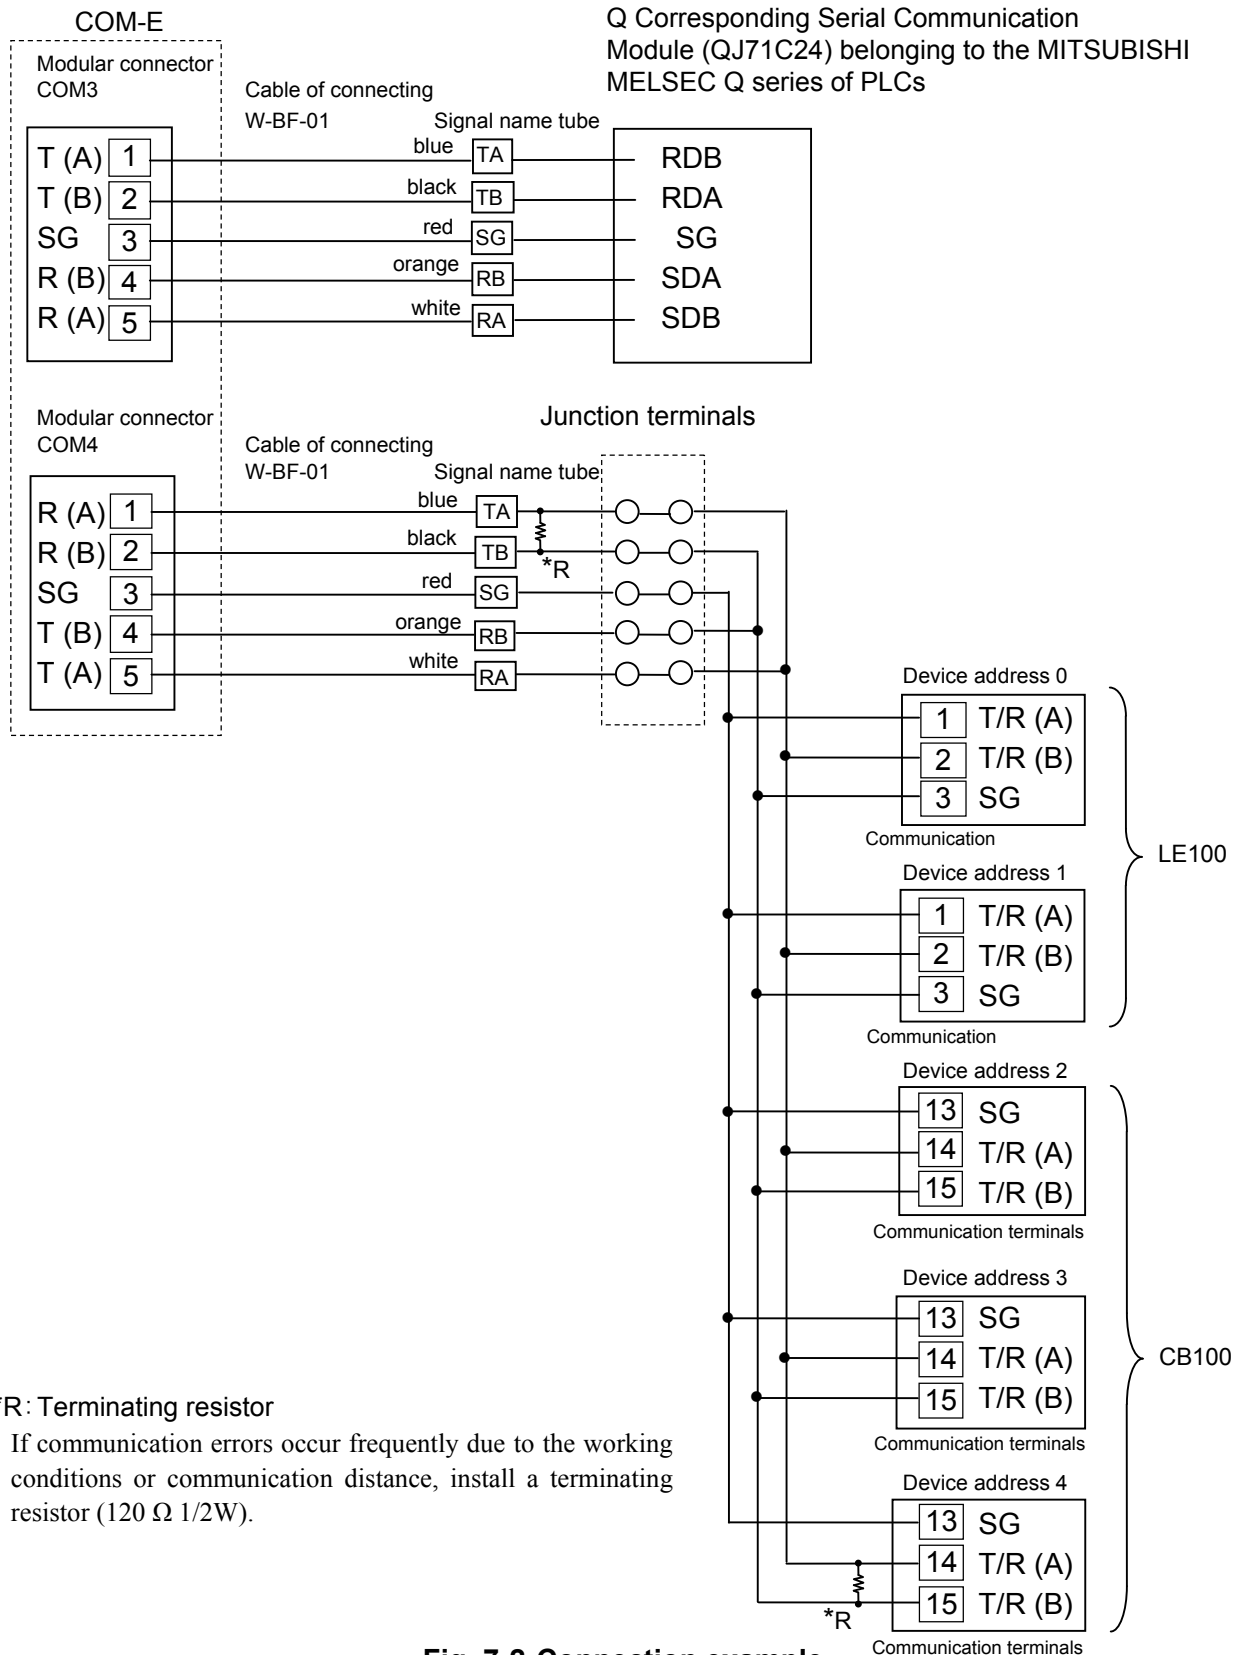 COM-E
Q Corresponding Serial Communication
Module (QJ71C24) belonging to the MITSUBISHI
MELSEC Q series of PLCs
Modular connector
COM3
Cable of connecting
W-BF-01
Signal name tube
T (A) 1 blue TA RDB
T (B) 2 black TB RDA
SG 3 red SG SG
R (B) 4 orange RB SDA
R (A) 5 white RA SDB
Modular connector
COM4
Cable of connecting
W-BF-01
Signal name tube
Junction terminals
R (A) 1 blue TA
R (B) 2 black TB
*R
SG 3 red SG
T (B) 4 orange RB
T (A) 5 white RA
Device address 0
1 T/R (A)
2 T/R (B)
3 SG
Communication
LE100
Device address 1
1 T/R (A)
2 T/R (B)
3 SG
Communication
Device address 2
13 SG
14 T/R (A)
15 T/R (B)
Communication terminals
Device address 3
13 SG
14 T/R (A)
15 T/R (B)
Communication terminals
CB100
Device address 4
13 SG
14 T/R (A)
15 T/R (B)
*R
Communication terminals
*R: Terminating resistor
If communication errors occur frequently due to the working
conditions or communication distance, install a terminating
resistor (120 Ω 1/2W).